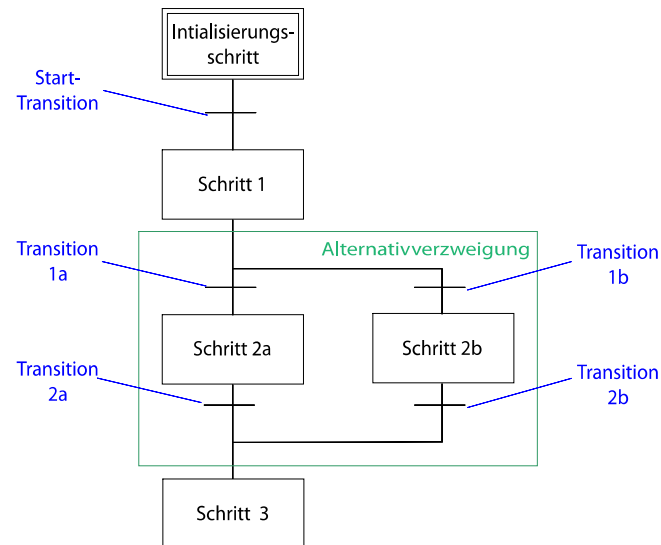 Intialisierungs-
schritt
Start-
Transition
Schritt 1
Alternativverzweigung
Transition
1a
Transition
1b
Schritt 2a
Schritt 2b
Transition
2a
Transition
2b
Schritt 3